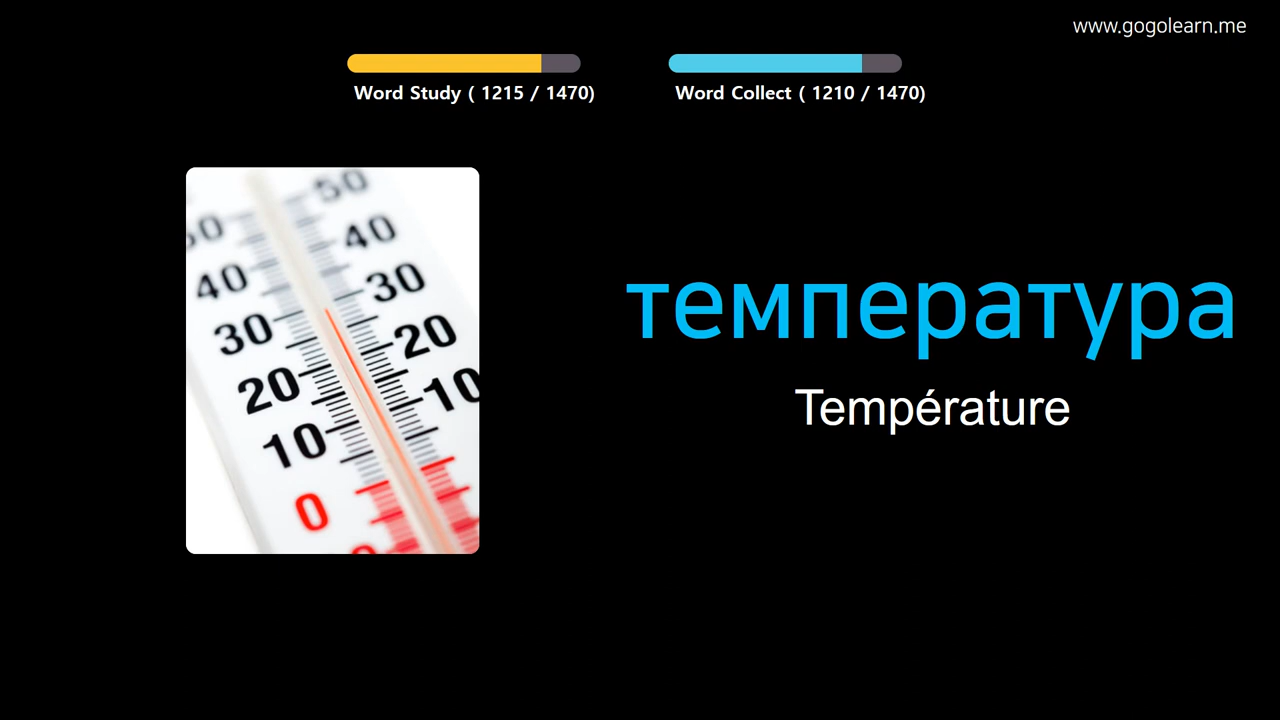 www.gogolearn.me
Word Study ( 1215 / 1470)
Word Collect ( 1210 / 1470)
50
50
40
40
30
30
20
20
10
10
0
температура
Température